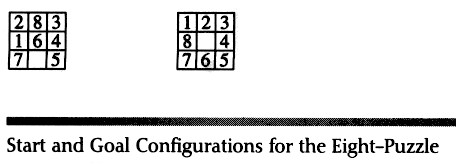 2 8 3 1 2 3
1 6 4 8 4
7 5 7 6 5
Start and Goal Configurations for the Eight–Puzzle